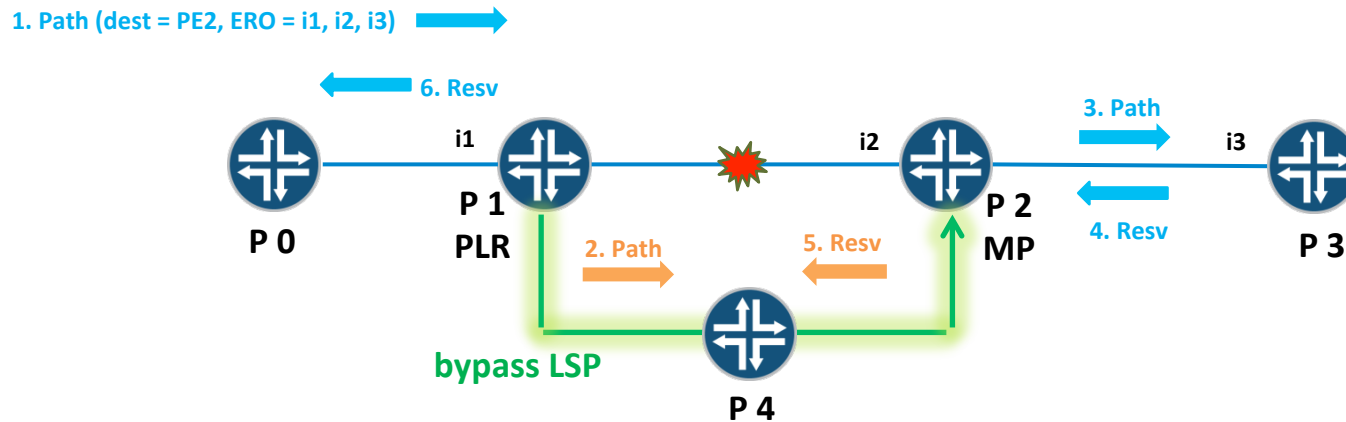 1. Path (dest = PE2, ERO = i1, i2, i3)
6. Resv
3. Path
i1
i2
i3
P 0
P 1
PLR
P 2
MP
4. Resv
P 3
2. Path
5. Resv
bypass LSP
P 4